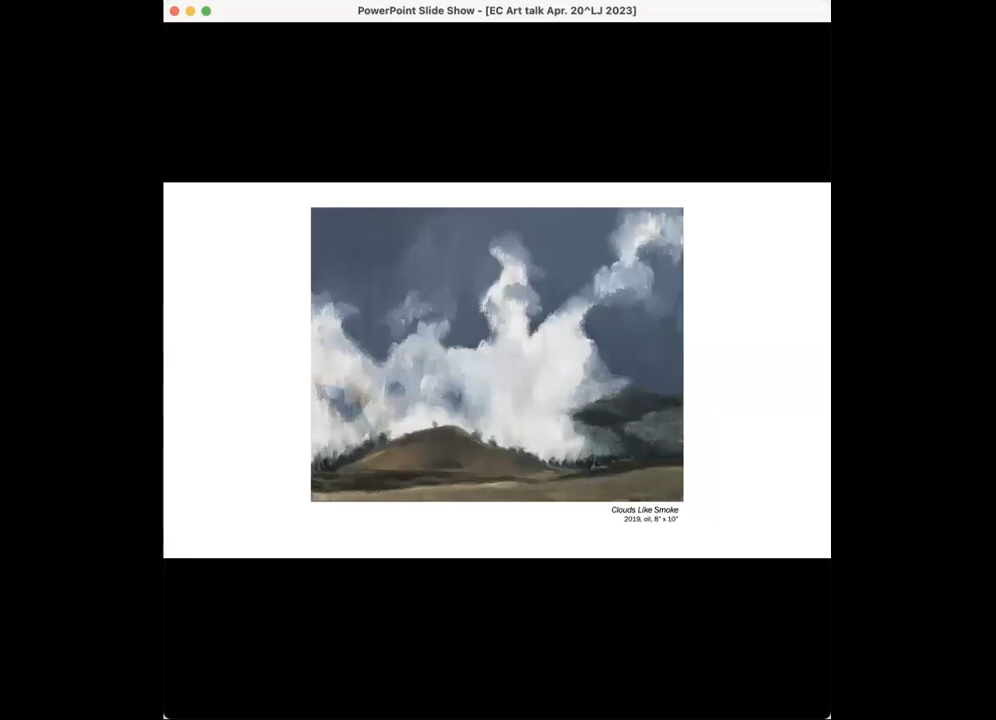 PowerPoint Slide Show - [EC Art talk Apr. 20^LJ 2023]
Clouds Like Smoke
2019, oil, 8" x 10"